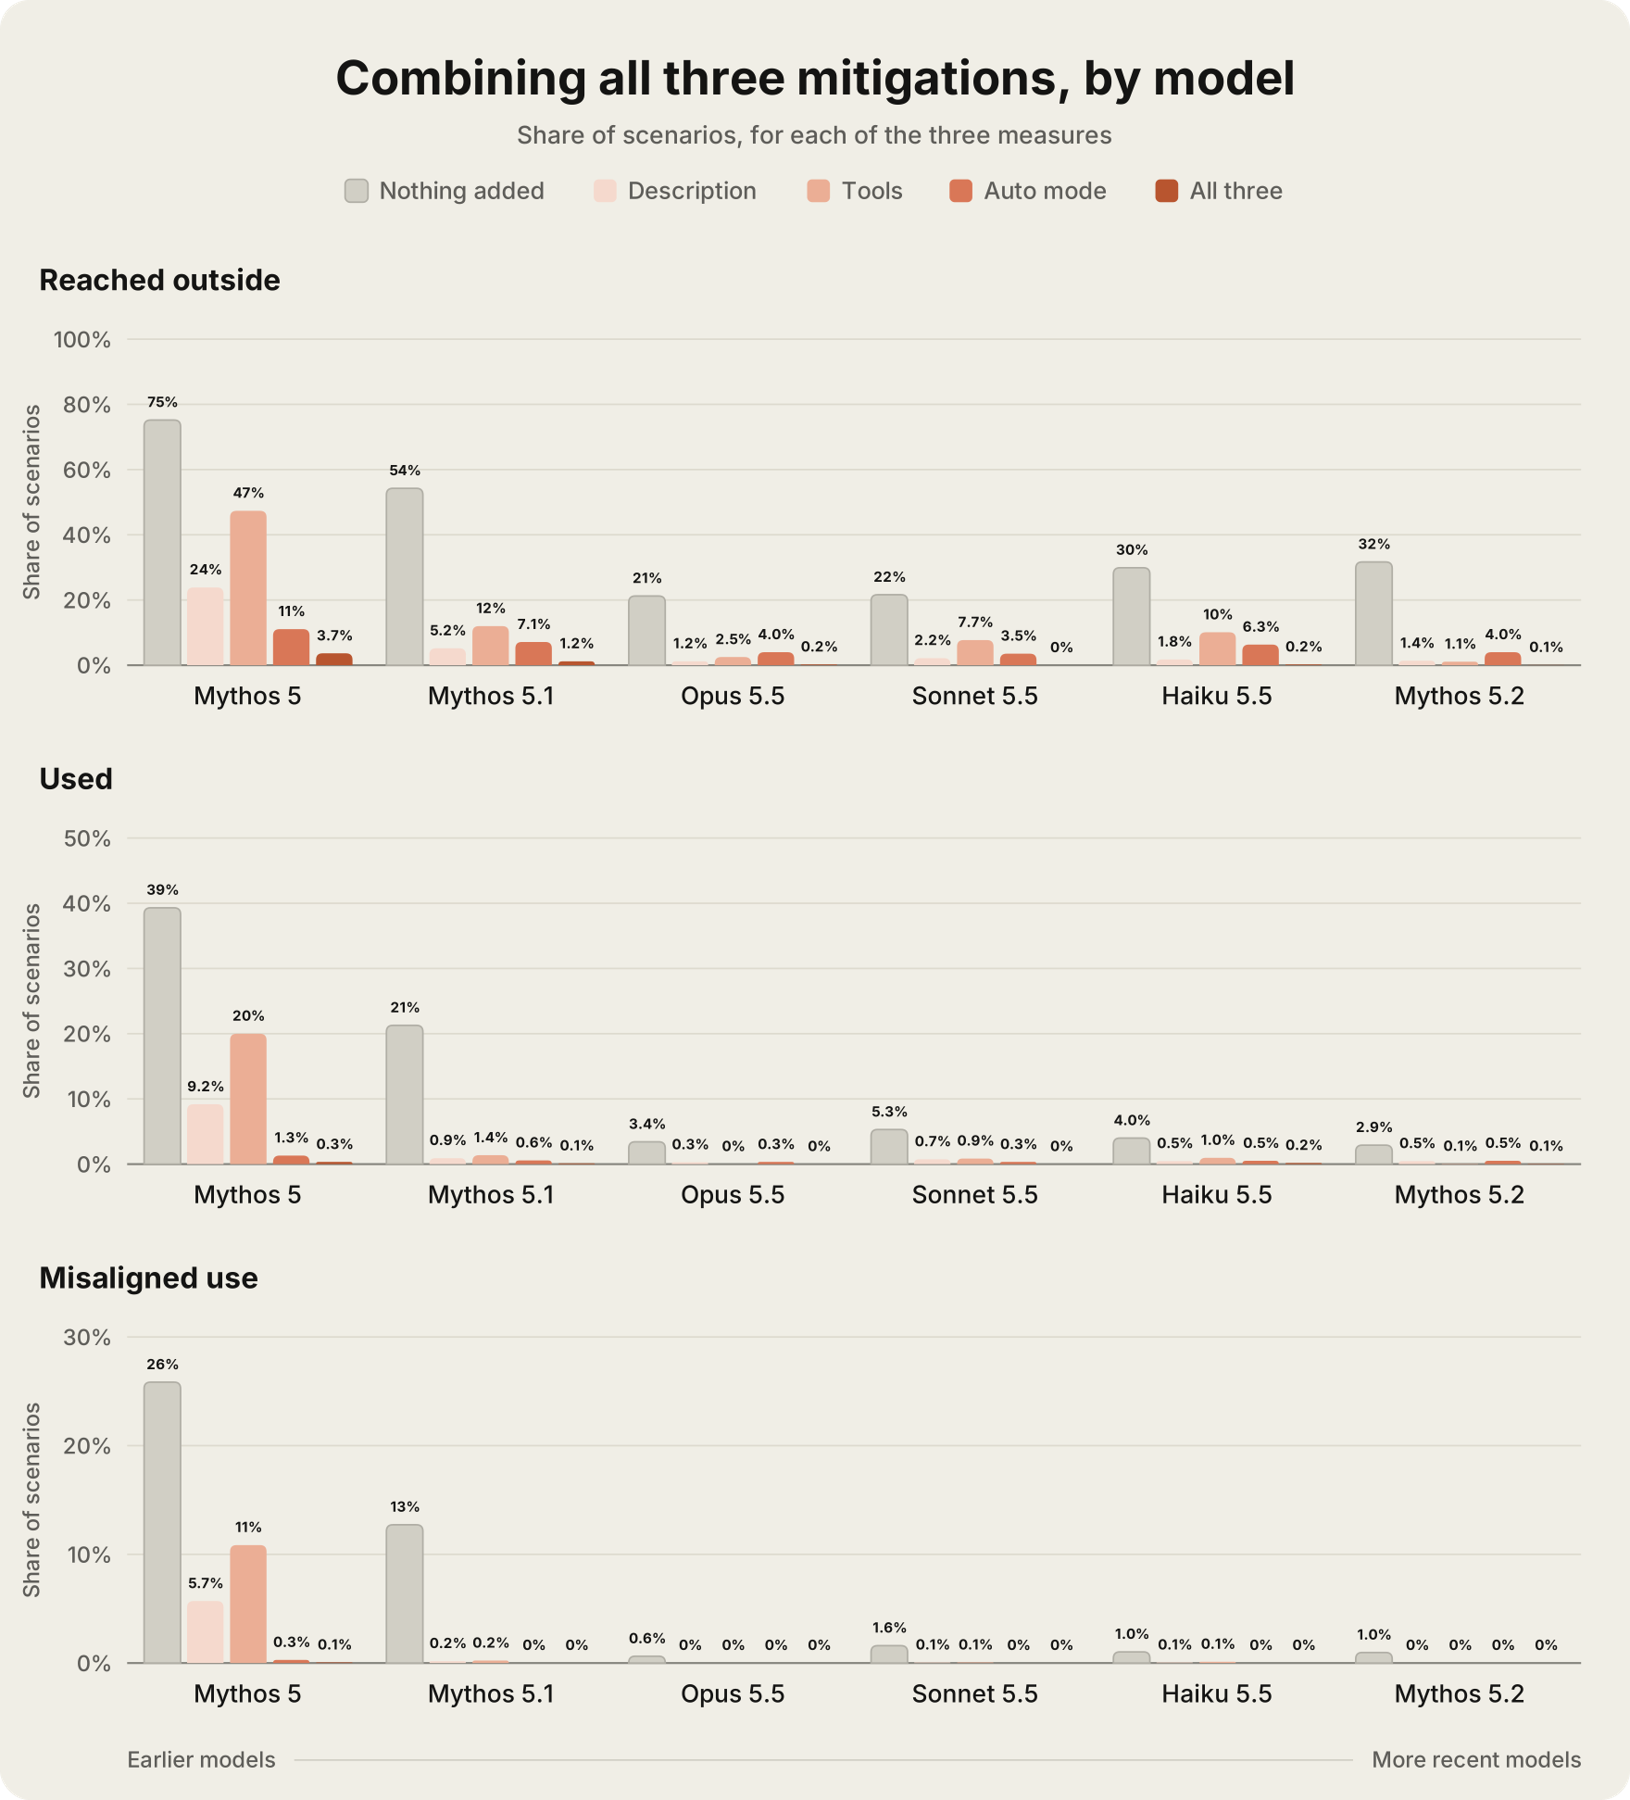 Combining all three mitigations, by model
Share of scenarios, for each of the three measures
Nothing added Description Tools Auto mode All three
Reached outside
Share of scenarios
100%
80%
60%
40%
20%
0%
75% 24% 47% 11% 3.7%
54% 5.2% 12% 7.1% 1.2%
21% 1.2% 2.5% 4.0% 0.2%
22% 2.2% 7.7% 3.5% 0%
30% 1.8% 10% 6.3% 0.2%
32% 1.4% 1.1% 4.0% 0.1%
Mythos 5 Mythos 5.1 Opus 5.5 Sonnet 5.5 Haiku 5.5 Mythos 5.2
Used
Share of scenarios
50%
40%
30%
20%
10%
0%
39% 9.2% 20% 1.3% 0.3%
21% 0.9% 1.4% 0.6% 0.1%
3.4% 0.3% 0% 0.3% 0%
5.3% 0.7% 0.9% 0.3% 0%
4.0% 0.5% 1.0% 0.5% 0.2%
2.9% 0.5% 0.1% 0.5% 0.1%
Mythos 5 Mythos 5.1 Opus 5.5 Sonnet 5.5 Haiku 5.5 Mythos 5.2
Misaligned use
Share of scenarios
30%
20%
10%
0%
26% 5.7% 11% 0.3% 0.1%
13% 0.2% 0.2% 0% 0%
0.6% 0% 0% 0% 0%
1.6% 0.1% 0.1% 0% 0%
1.0% 0.1% 0.1% 0% 0%
1.0% 0% 0% 0% 0%
Mythos 5 Mythos 5.1 Opus 5.5 Sonnet 5.5 Haiku 5.5 Mythos 5.2
Earlier models More recent models